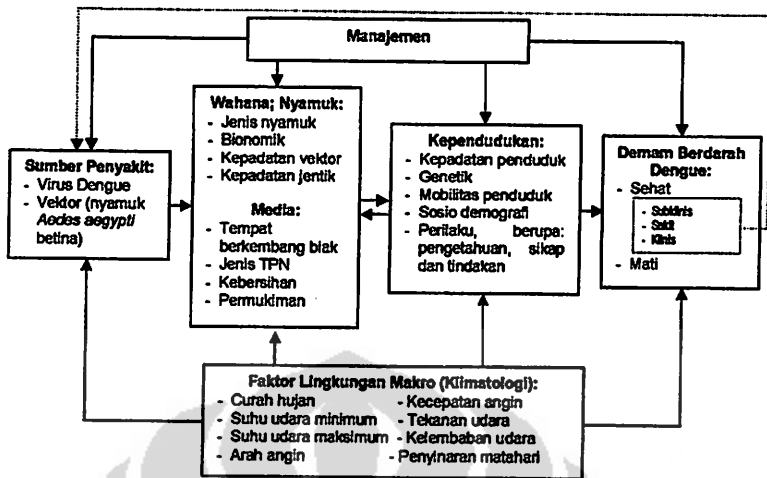 Manajemen
Sumber Penyakit:
- Virus Dengue
- Vektor (nyamuk
Aedes aegypti
betina)
Wahana; Nyamuk:
- Jenis nyamuk
- Bionomik
- Kepadatan vektor
- Kepadatan jentik
Media:
- Tempat
berkembang biak
- Jenis TPN
- Kebersihan
- Permukiman
Kependudukan:
- Kepadatan penduduk
- Genetik
- Mobilitas penduduk
- Sosio demografi
- Perilaku, berupa:
pengetahuan, sikap
dan tindakan
Demam Berdarah
Dengue:
- Sehat
- Subklinis
- Sakit
- Klinis
- Mati
Faktor Lingkungan Makro (Klimatologi):
- Curah hujan
- Suhu udara minimum
- Suhu udara maksimum
- Arah angin
- Kecepatan angin
- Tekanan udara
- Kelembaban udara
- Penyinaran matahari